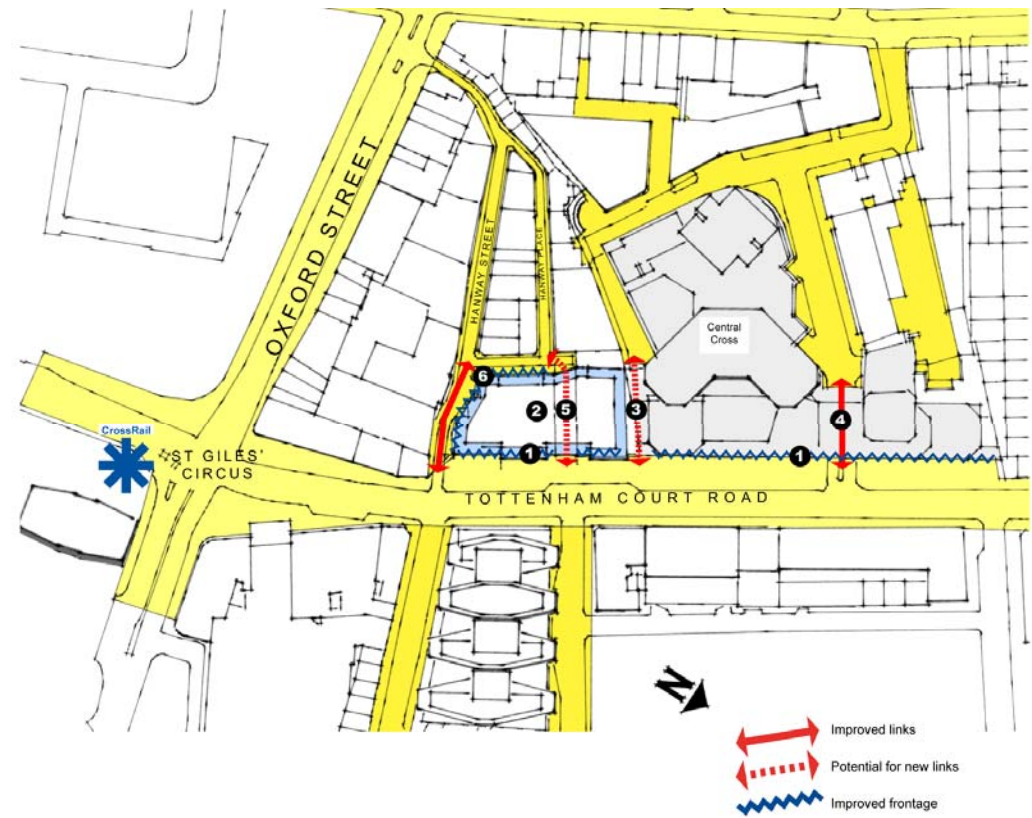 OXFORD STREET
HANWAY STREET
HANWAY PLACE
Central
Cross
6
2
5
3
4
CrossRail
ST GILES'
CIRCUS
1
1
TOTTENHAM COURT ROAD
N
Improved links
Potential for new links
Improved frontage